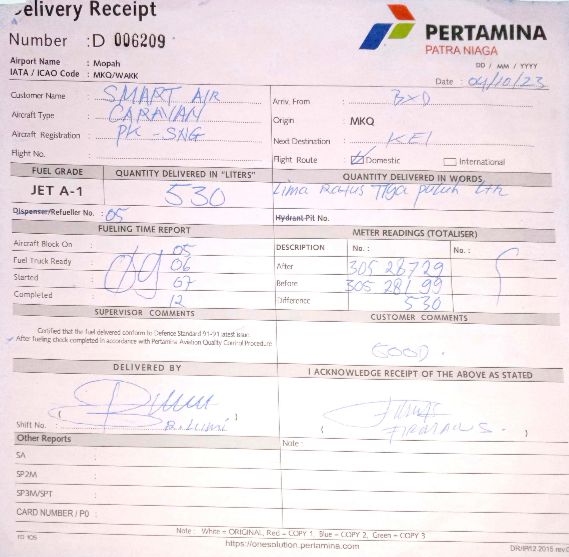 Delivery Receipt
Number : D 006209
PERTAMINA
PATRA NIAGA
Airport Name : Mopah
IATA / ICAO Code : MKQ/WAKK
DD / MM / YYYY
Date : 04/10/23
Customer Name : SMART AIR
Aircraft Type : CARAVAN
Aircraft Registration : PK - SNG
Flight No. :
Arriv. From : BXD
Origin : MKQ
Next Destination : KEI
Flight Route : Domestic International
FUEL GRADE QUANTITY DELIVERED IN "LITERS" QUANTITY DELIVERED IN WORDS,
JET A-1 530 Lima Ratus Tiga puluh Ltr
Dispenser/Refueller No. : 05 Hydrant Pit No. :
FUELING TIME REPORT METER READINGS (TOTALISER)
Aircraft Block On : 05
Fuel Truck Ready : 06
Started : 07
Completed : 12
09
DESCRIPTION No. : No. :
After 305 28729
Before 305 28199
Difference 530
SUPERVISOR COMMENTS CUSTOMER COMMENTS
Certified that the fuel delivered conform to Defence Standard 91-91 latest issue.
After fueling check completed in accordance with Pertamina Aviation Quality Control Procedure
GOOD.
DELIVERED BY I ACKNOWLEDGE RECEIPT OF THE ABOVE AS STATED
( )
Shift No. : B. Lumi
( )
FIRMANUS.
Other Reports Note :
SA :
SP2M :
SP3M/SPT :
CARD NUMBER / PO :
Note : White = ORIGINAL, Red = COPY 1 Blue = COPY 2, Green = COPY 3
https://onesolution.pertamina.com